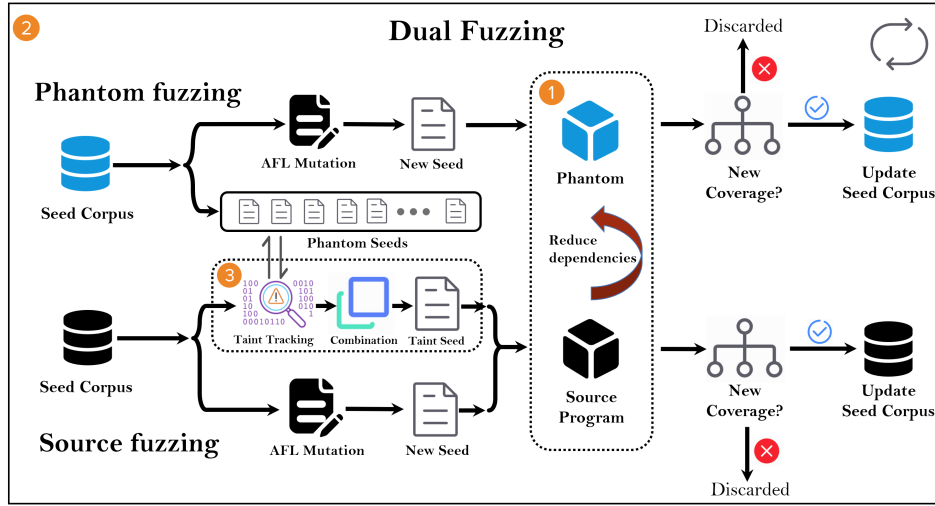 2
Dual Fuzzing
Discarded
Phantom fuzzing
1
AFL Mutation
New Seed
Phantom
New
Coverage?
Update
Seed Corpus
Seed Corpus
Phantom Seeds
Reduce
dependencies
3
100 0010
01 101
01 100
10 010
100 1
00010110
Taint Tracking
Combination
Taint Seed
Seed Corpus
Source
Program
New
Coverage?
Update
Seed Corpus
Source fuzzing
AFL Mutation
New Seed
Discarded